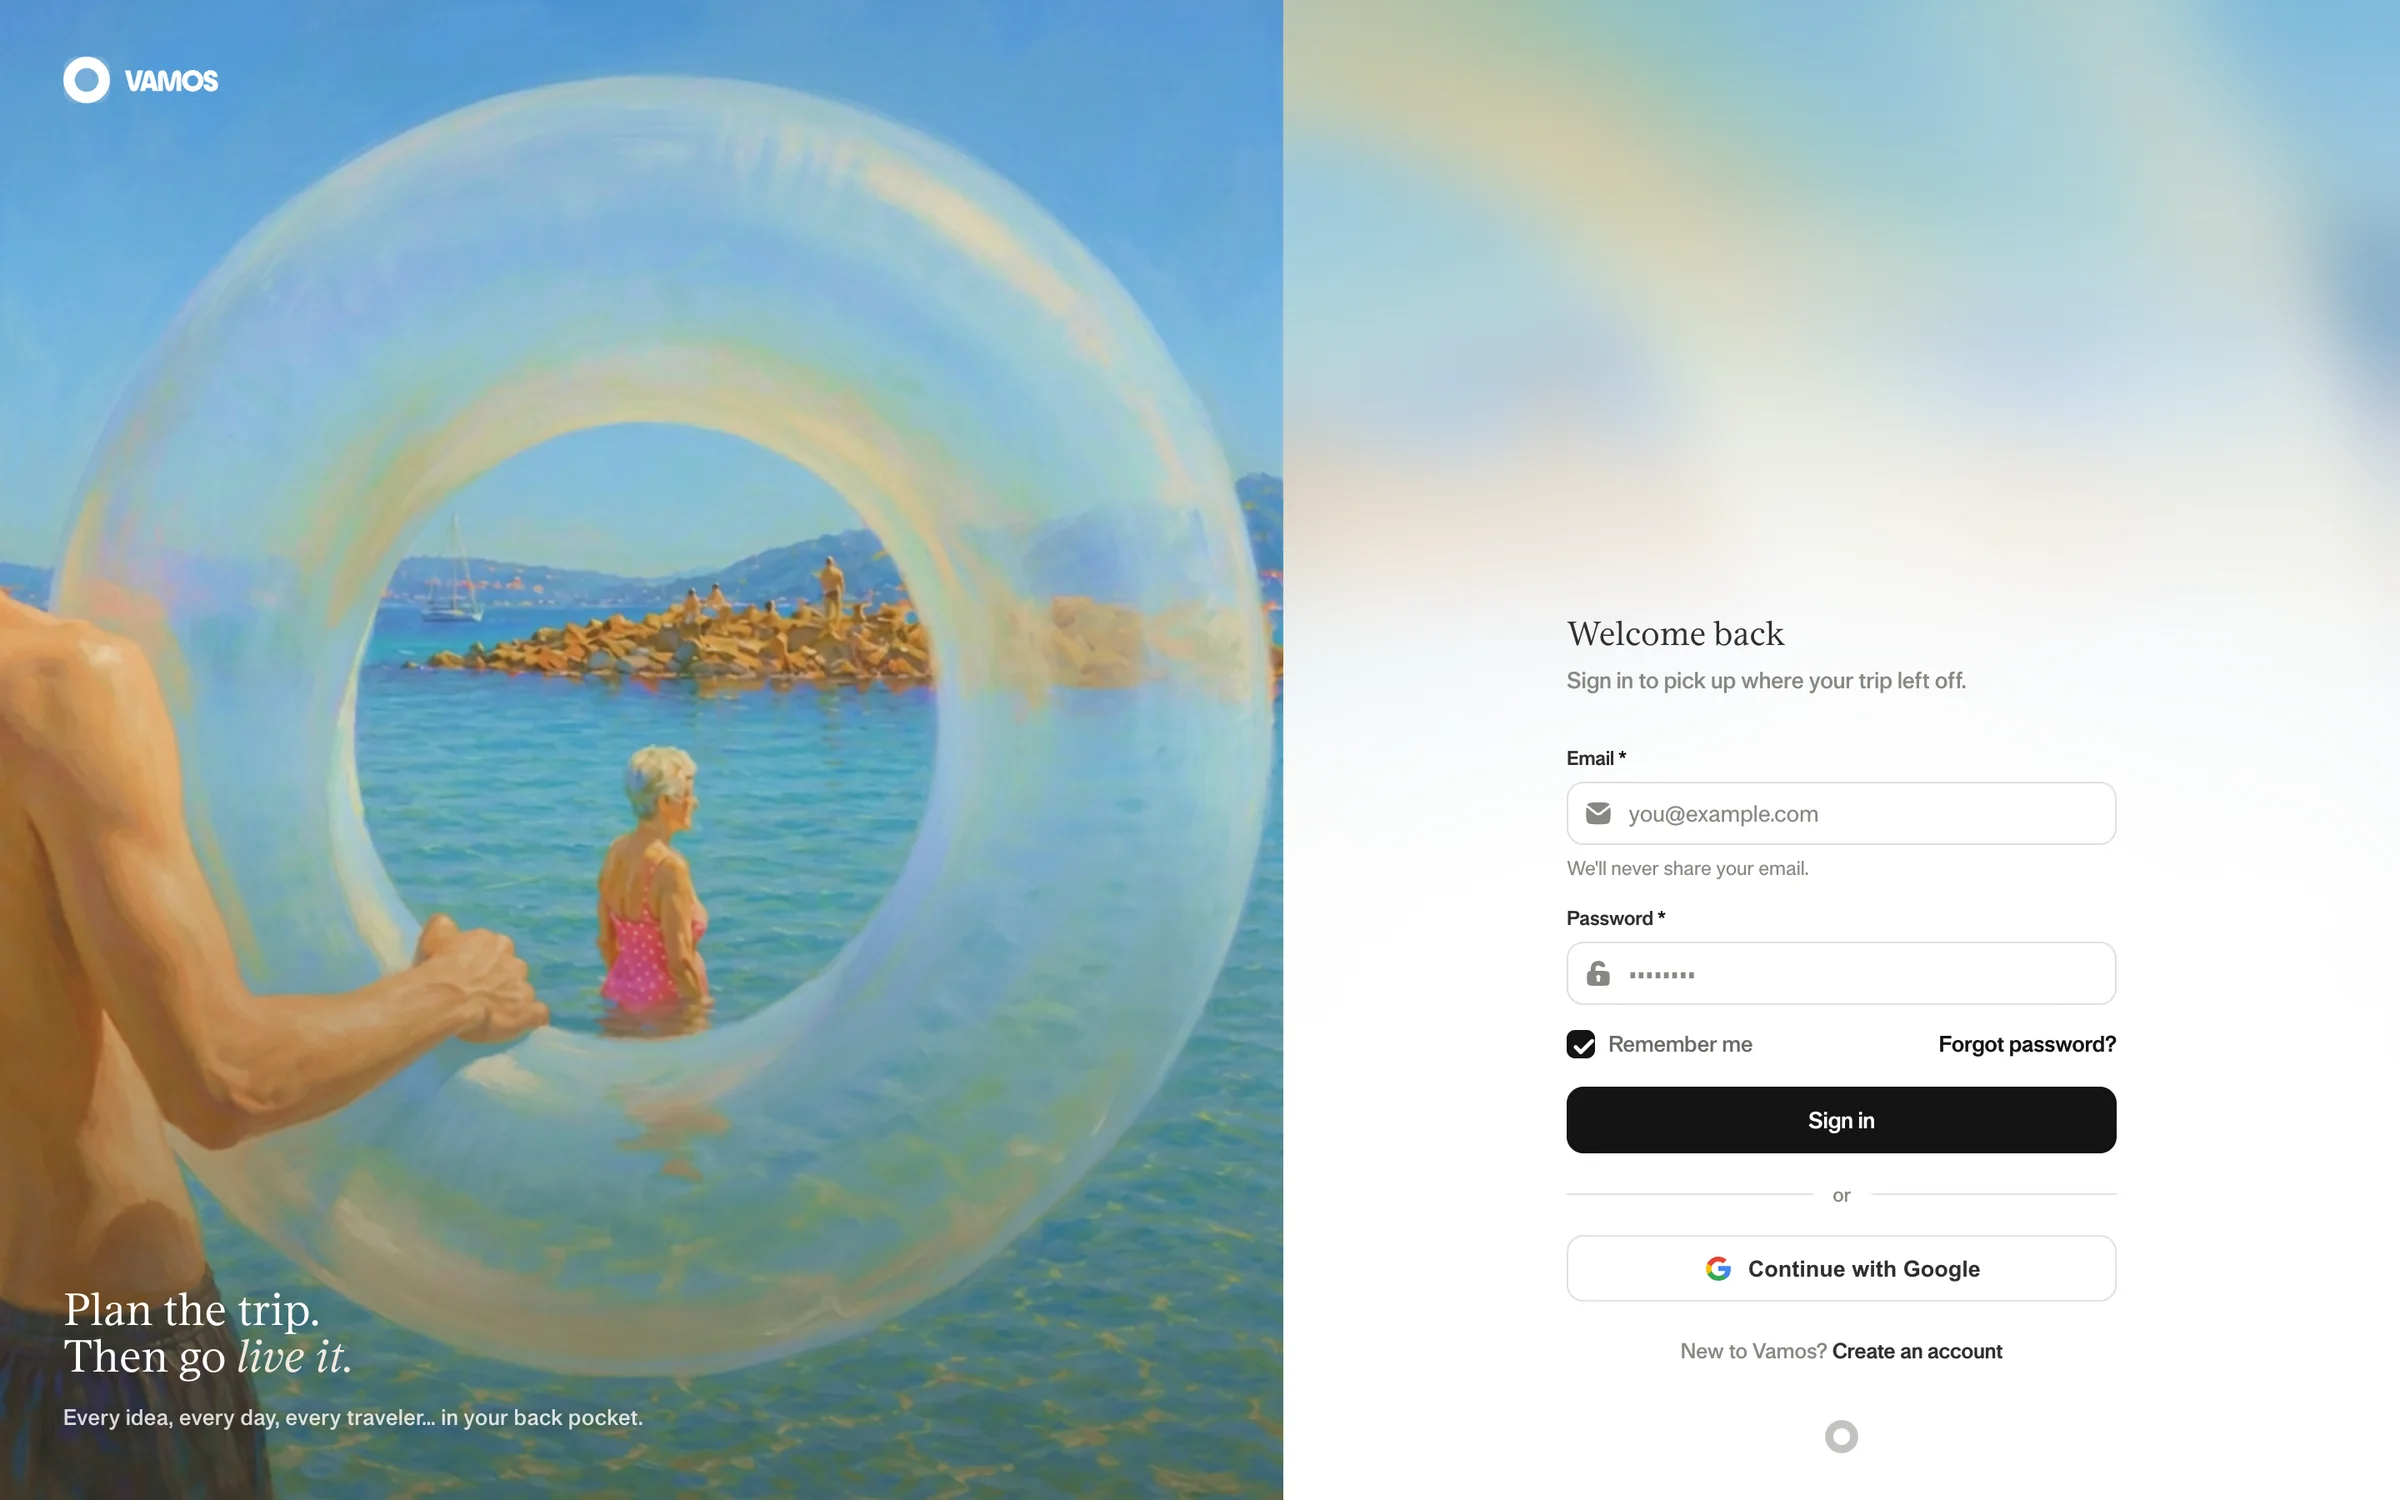 VAMOS
Plan the trip.
Then go live it.
Every idea, every day, every traveler... in your back pocket.
Welcome back
Sign in to pick up where your trip left off.
Email *
you@example.com
We'll never share your email.
Password *
Remember me
Forgot password?
Sign in
or
Continue with Google
New to Vamos? Create an account